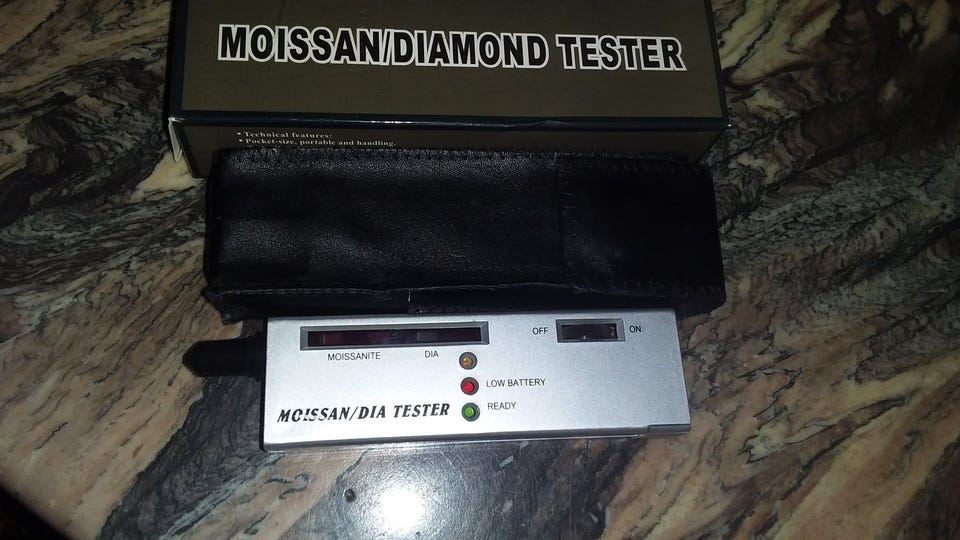 MOISSAN/DIAMOND TESTER
• Technical features:
• Pocket-size, portable and handling.
OFF
ON
MOISSANITE
DIA
LOW BATTERY
MOISSAN/DIA TESTER
READY